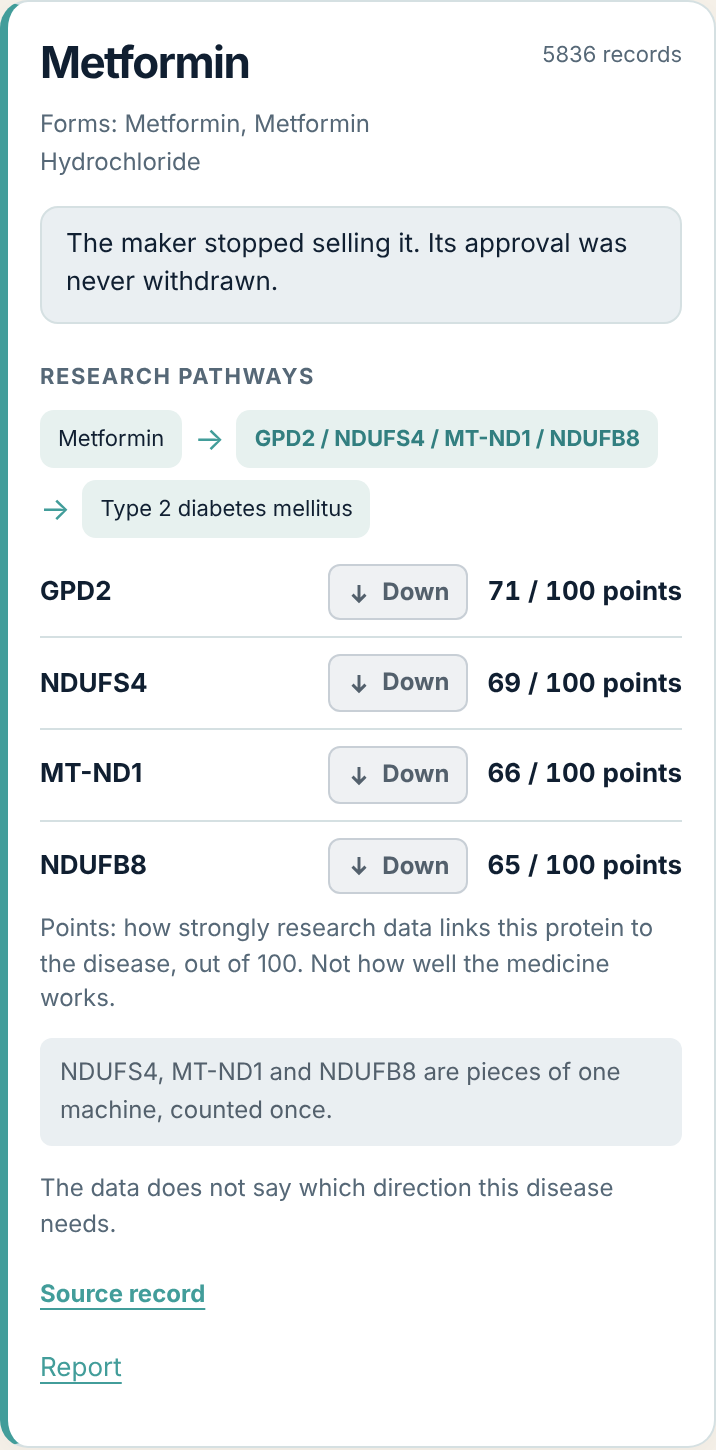 Metformin
5836 records
Forms: Metformin, Metformin
Hydrochloride
The maker stopped selling it. Its approval was
never withdrawn.
RESEARCH PATHWAYS
Metformin → GPD2 / NDUFS4 / MT-ND1 / NDUFB8
→ Type 2 diabetes mellitus
GPD2 ↓ Down 71 / 100 points
NDUFS4 ↓ Down 69 / 100 points
MT-ND1 ↓ Down 66 / 100 points
NDUFB8 ↓ Down 65 / 100 points
Points: how strongly research data links this protein to
the disease, out of 100. Not how well the medicine
works.
NDUFS4, MT-ND1 and NDUFB8 are pieces of one
machine, counted once.
The data does not say which direction this disease
needs.
Source record
Report